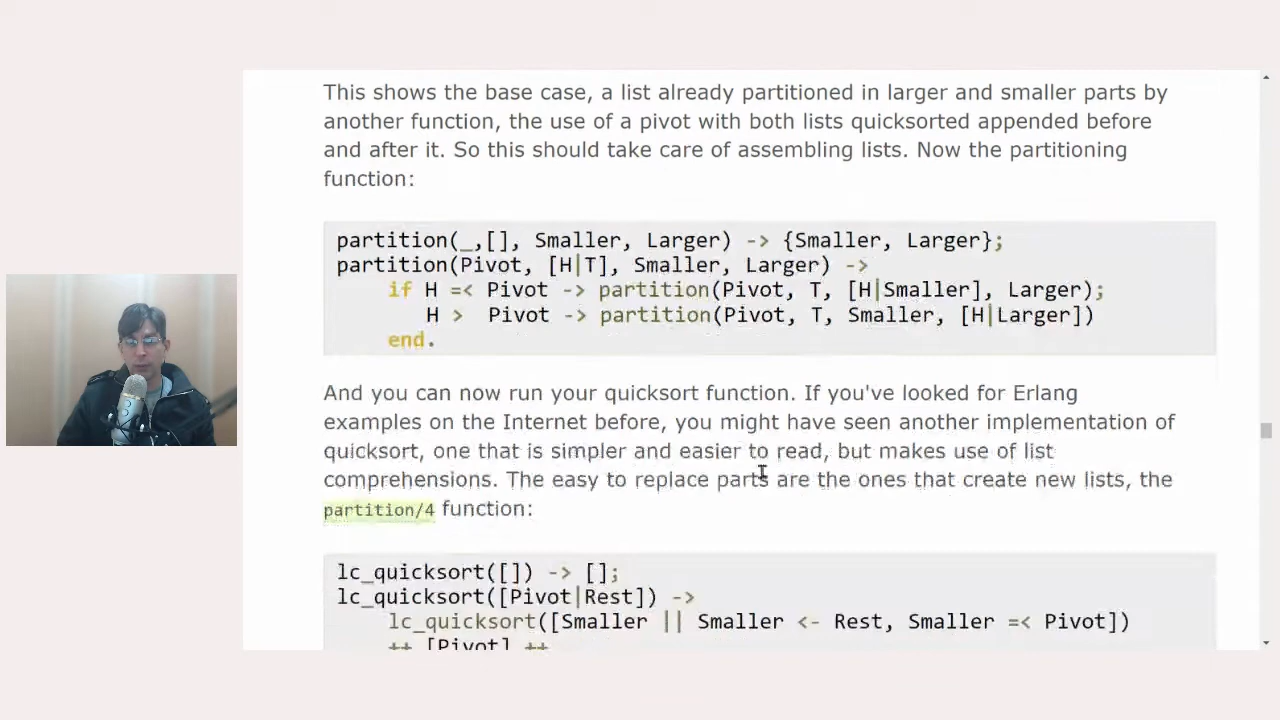 This shows the base case, a list already partitioned in larger and smaller parts by
another function, the use of a pivot with both lists quicksorted appended before
and after it. So this should take care of assembling lists. Now the partitioning
function:
partition(_,[], Smaller, Larger) -> {Smaller, Larger};
partition(Pivot, [H|T], Smaller, Larger) ->
if H =< Pivot -> partition(Pivot, T, [H|Smaller], Larger);
H >  Pivot -> partition(Pivot, T, Smaller, [H|Larger])
end.
And you can now run your quicksort function. If you've looked for Erlang
examples on the Internet before, you might have seen another implementation of
quicksort, one that is simpler and easier to read, but makes use of list
comprehensions. The easy to replace parts are the ones that create new lists, the
partition/4 function:
lc_quicksort([]) -> [];
lc_quicksort([Pivot|Rest]) ->
lc_quicksort([Smaller || Smaller <- Rest, Smaller =< Pivot])
++ [Pivot] ++